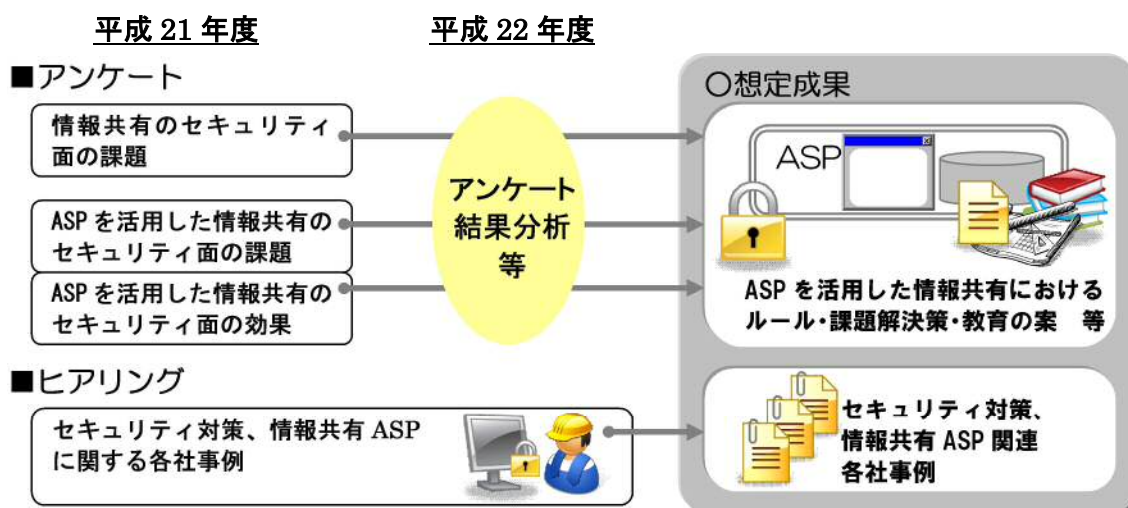 平成 21 年度
平成 22 年度
■アンケート
情報共有のセキュリティ
面の課題
ASP を活用した情報共有の
セキュリティ面の課題
ASP を活用した情報共有の
セキュリティ面の効果
アンケート
結果分析
等
○想定成果
ASP
ASP を活用した情報共有における
ルール・課題解決策・教育の案　等
■ヒアリング
セキュリティ対策、情報共有 ASP
に関する各社事例
セキュリティ対策、
情報共有 ASP 関連
各社事例